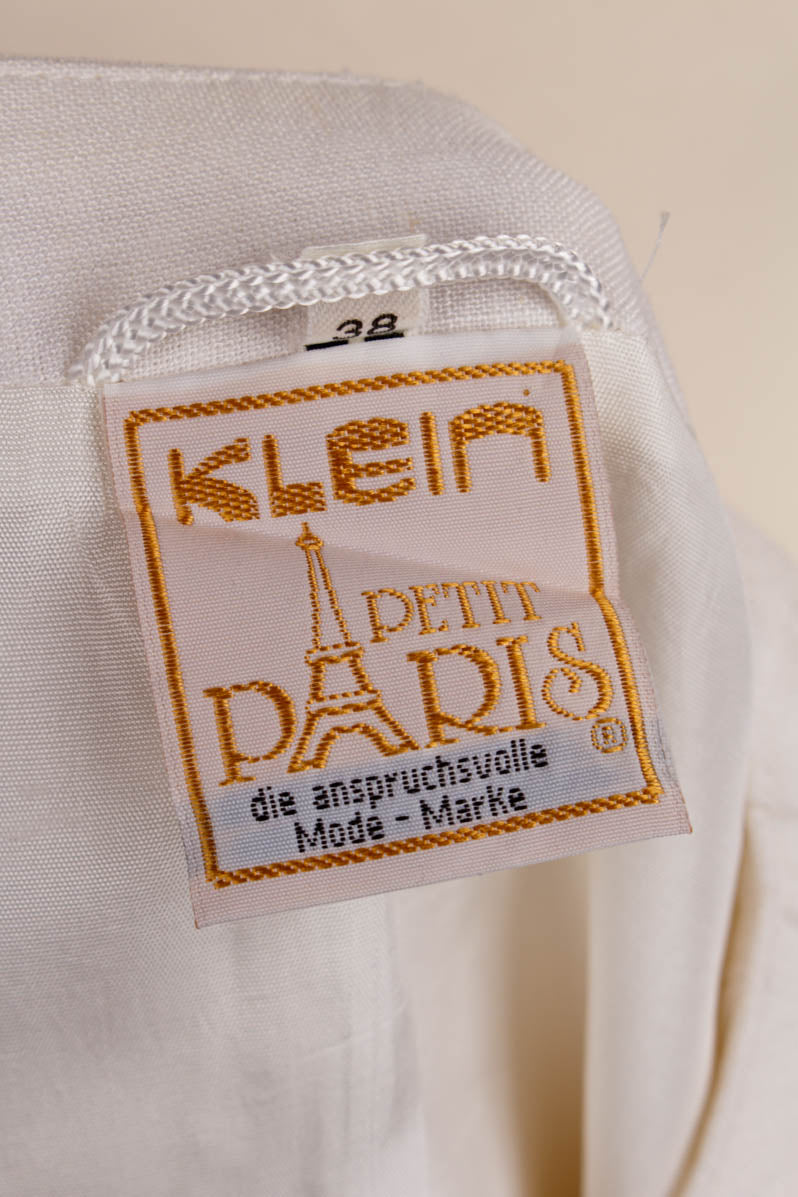 38
KLEIN
PETIT
PARIS ®
die anspruchsvolle
Mode - Marke